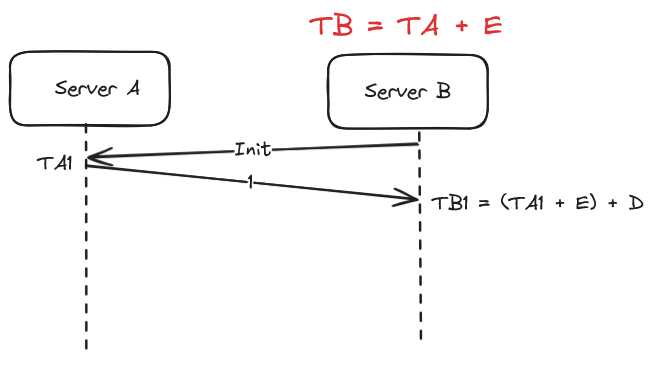 TB = TA + E
Server A
Server B
Init
TA1
1
TB1 = (TA1 + E) + D